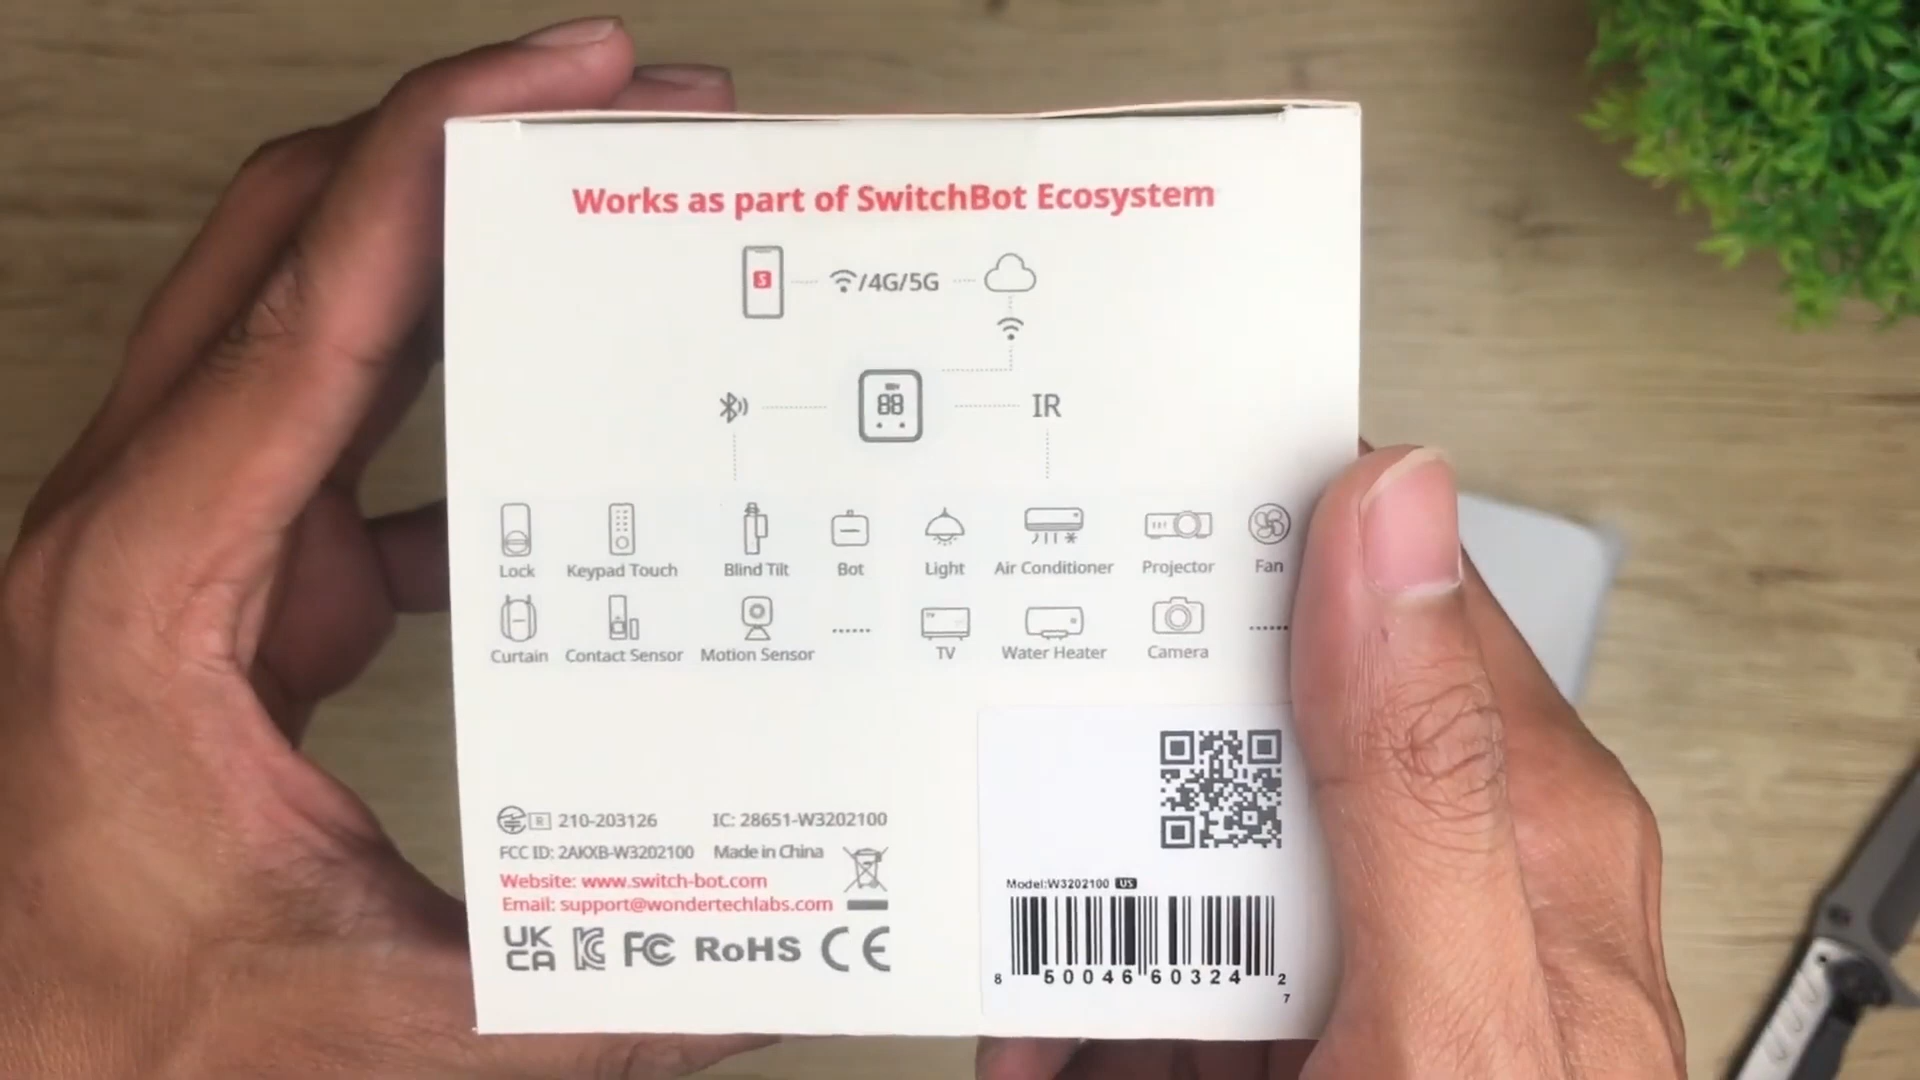 Works as part of SwitchBot Ecosystem
S
/4G/5G
88
IR
Lock Keypad Touch Blind Tilt Bot Light Air Conditioner Projector Fan
TV
Curtain Contact Sensor Motion Sensor ...... TV Water Heater Camera ......
R 210-203126 IC: 28651-W3202100
FCC ID: 2AKXB-W3202100 Made in China
Website: www.switch-bot.com
Email: support@wondertechlabs.com
UK CA FC RoHS CE
Model:W3202100 US
8 50046 60324 2
7